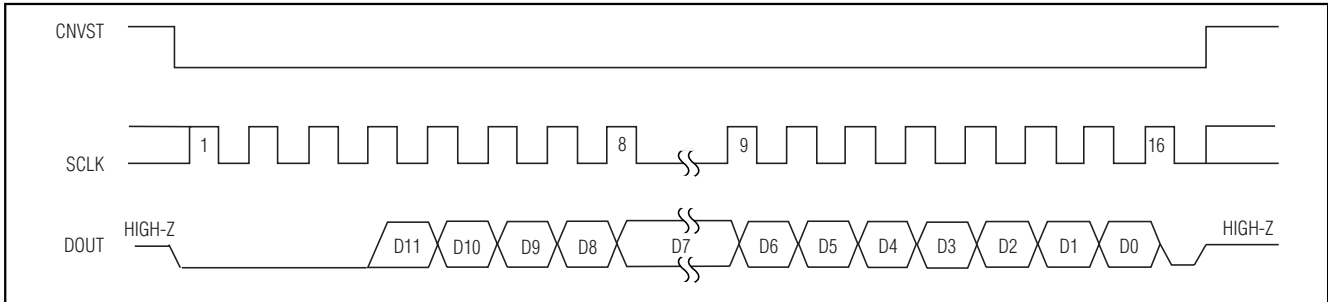 CNVST
1 8 9 16
SCLK
HIGH-Z HIGH-Z
DOUT D11 D10 D9 D8 D7 D6 D5 D4 D3 D2 D1 D0